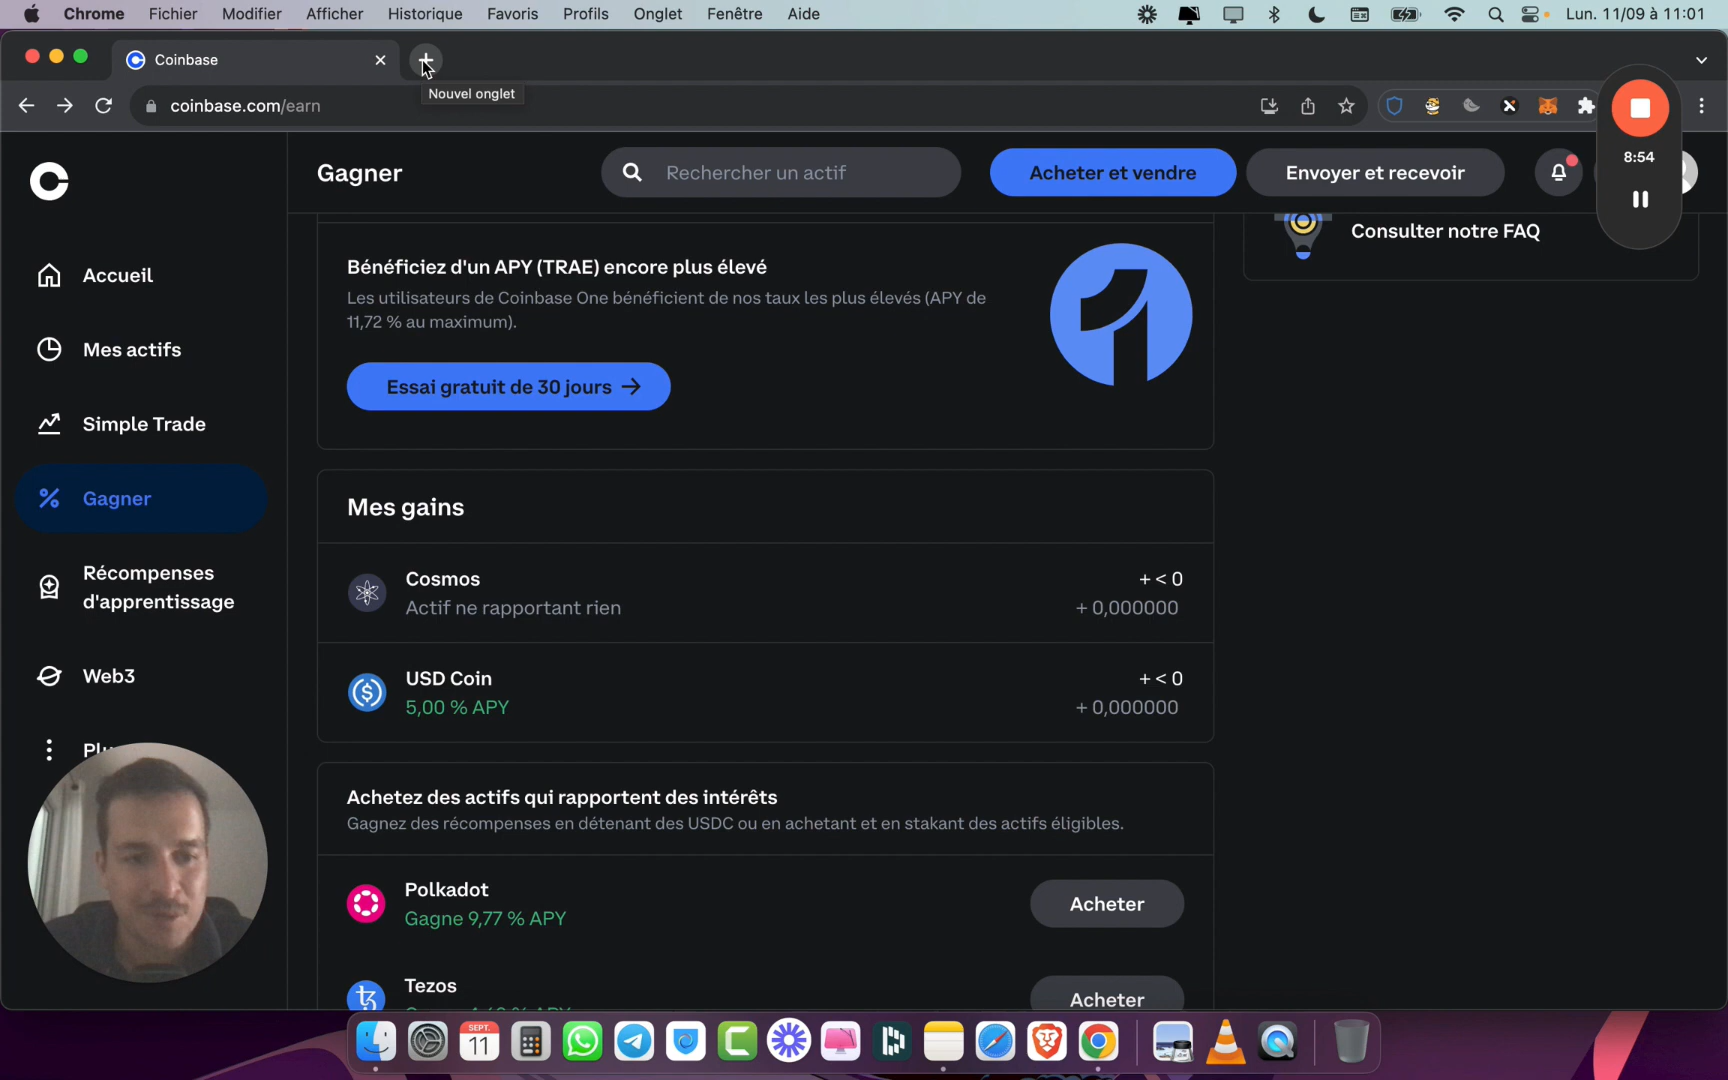 Chrome Fichier Modifier Afficher Historique Favoris Profils Onglet Fenêtre Aide Lun. 11/09 à 11:01
Coinbase
Nouvel onglet
coinbase.com/earn
8:54
Gagner
Rechercher un actif
Acheter et vendre
Envoyer et recevoir
Accueil
Mes actifs
Simple Trade
Gagner
Récompenses
d'apprentissage
Web3
Consulter notre FAQ
Bénéficiez d'un APY (TRAE) encore plus élevé
Les utilisateurs de Coinbase One bénéficient de nos taux les plus élevés (APY de
11,72 % au maximum).
Essai gratuit de 30 jours →
Mes gains
Cosmos + < 0
Actif ne rapportant rien + 0,000000
USD Coin + < 0
5,00 % APY + 0,000000
Achetez des actifs qui rapportent des intérêts
Gagnez des récompenses en détenant des USDC ou en achetant et en stakant des actifs éligibles.
Polkadot
Gagne 9,77 % APY
Acheter
Tezos
Acheter
SEPT.
11